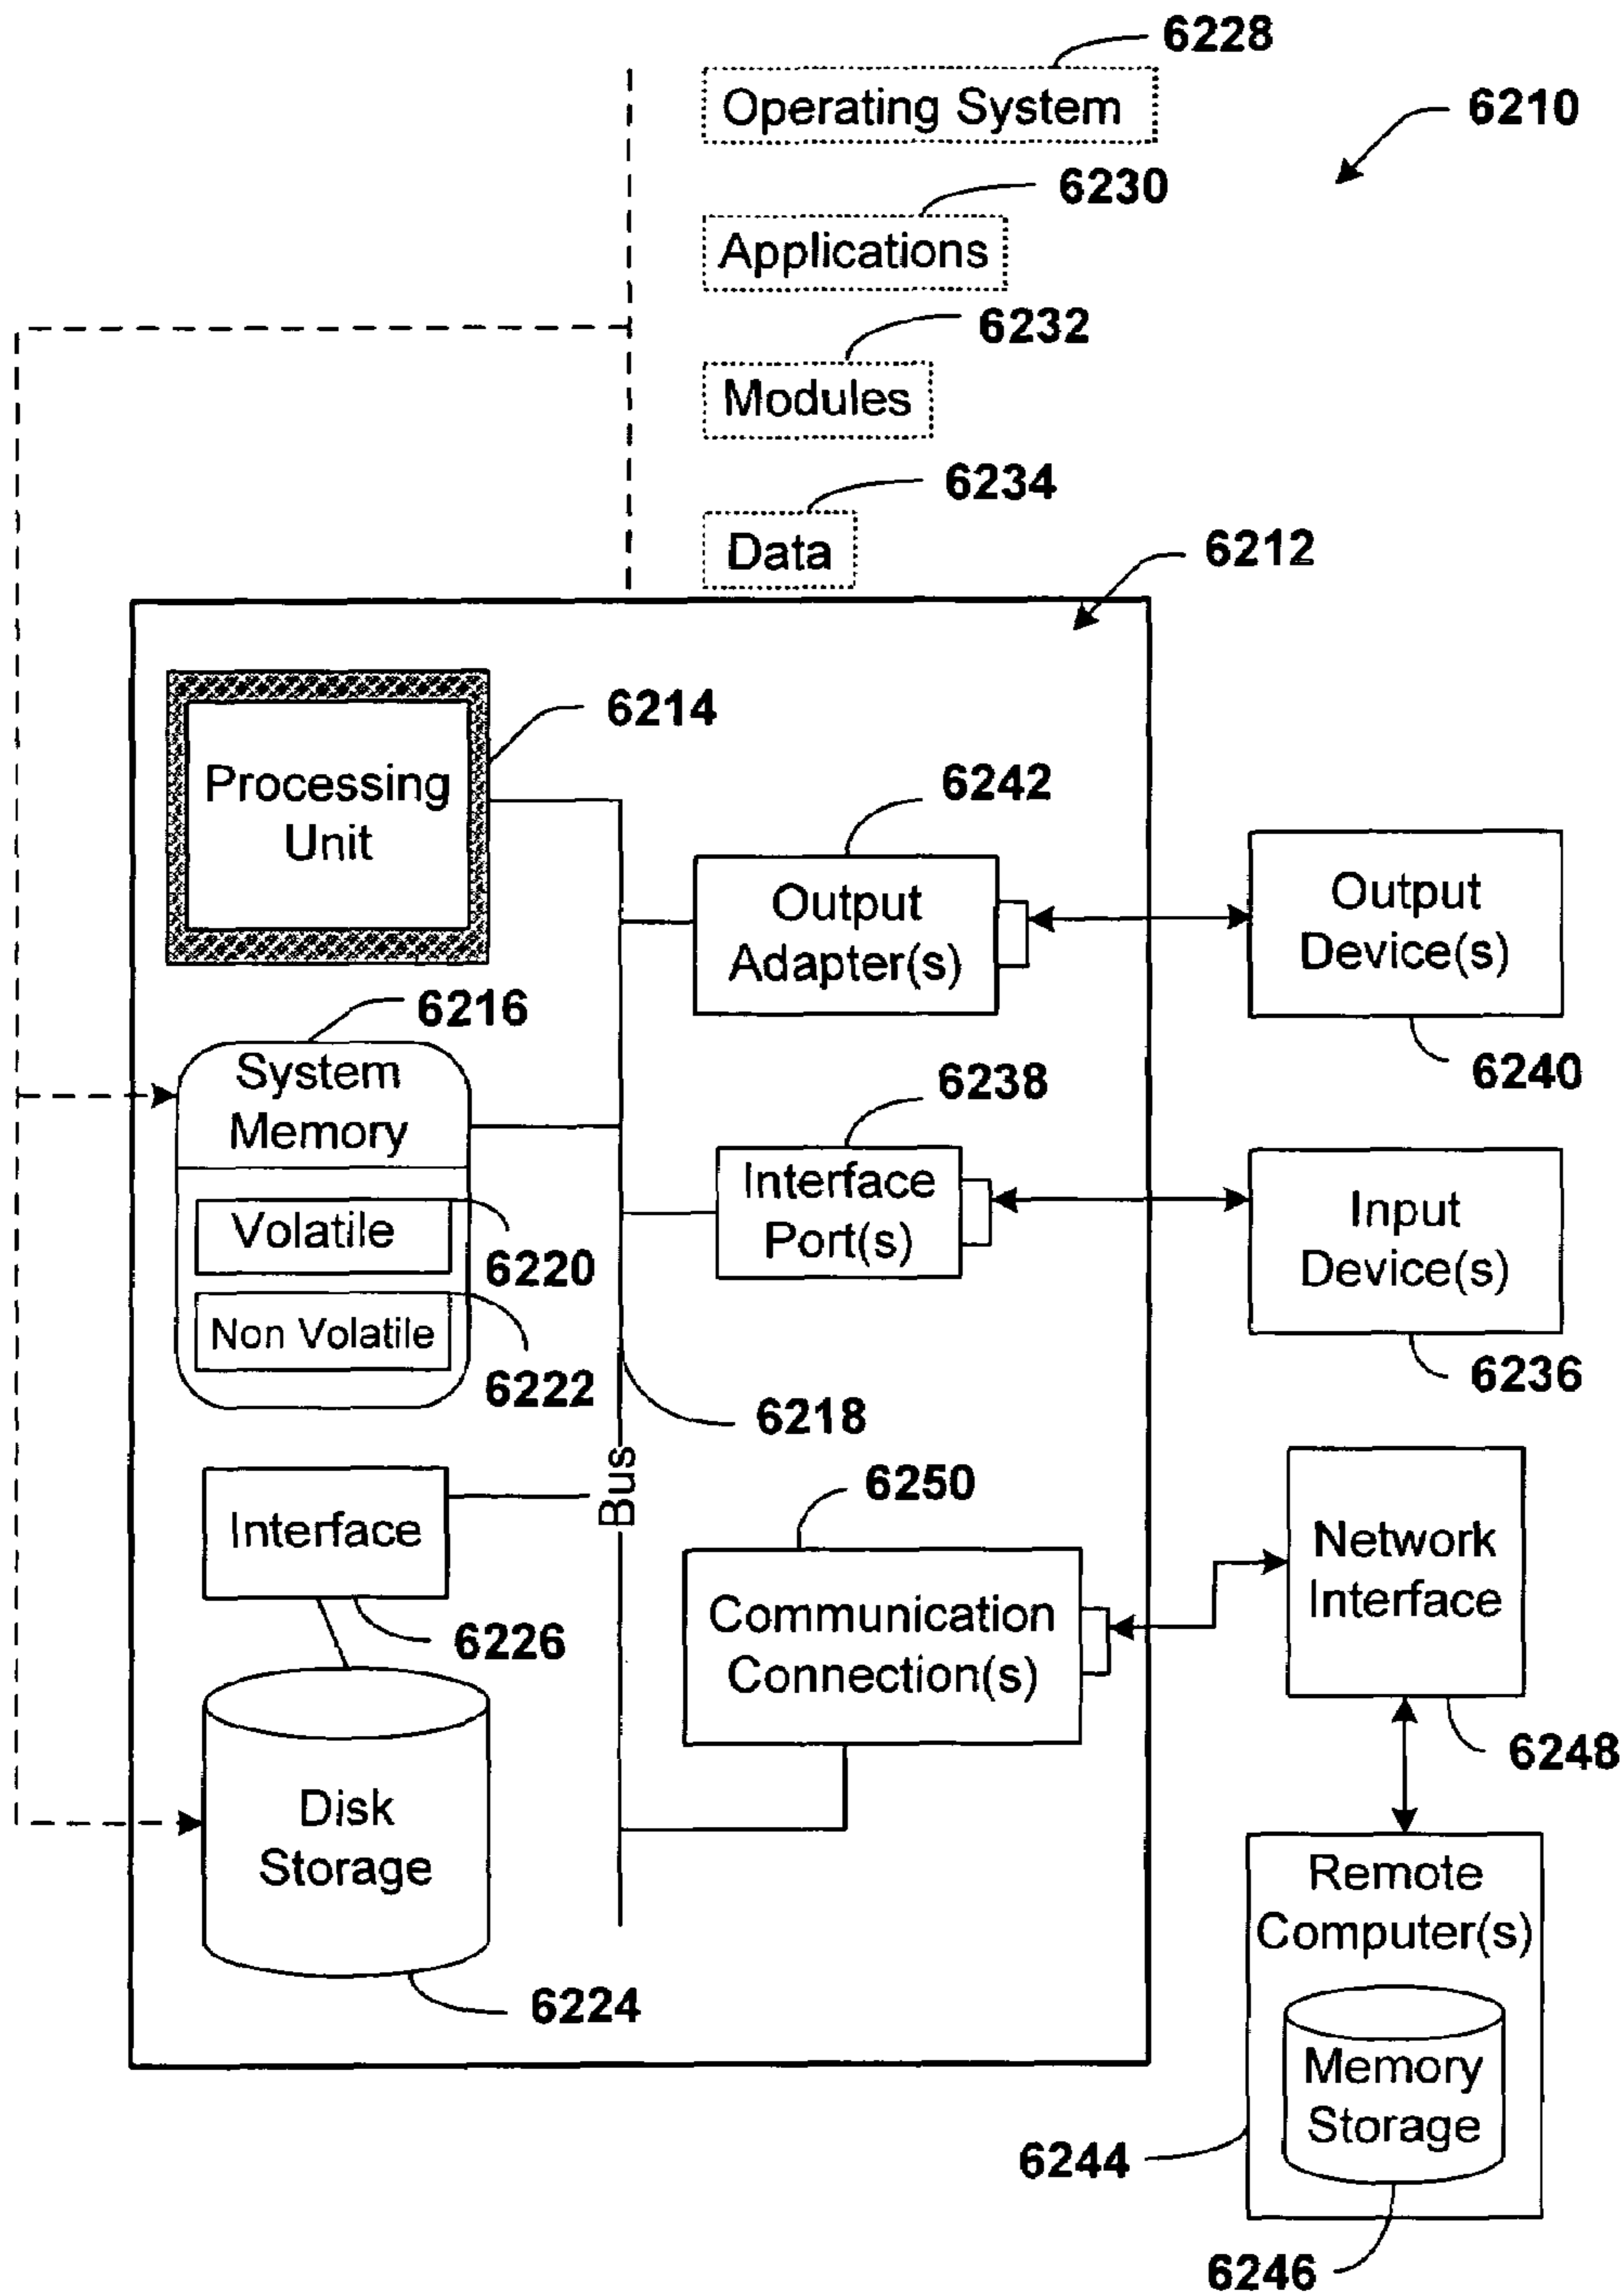 6228
Operating System
6210
6230
Applications
6232
Modules
6234
Data
6212
6214
Processing
Unit
6242
Output
Adapter(s)
Output
Device(s)
6240
6216
System
Memory
Volatile
6220
Non Volatile
6222
6238
Interface
Port(s)
Input
Device(s)
6236
6218
Bus
Interface
6226
6250
Communication
Connection(s)
Network
Interface
6248
Disk
Storage
6224
Remote
Computer(s)
Memory
Storage
6244
6246